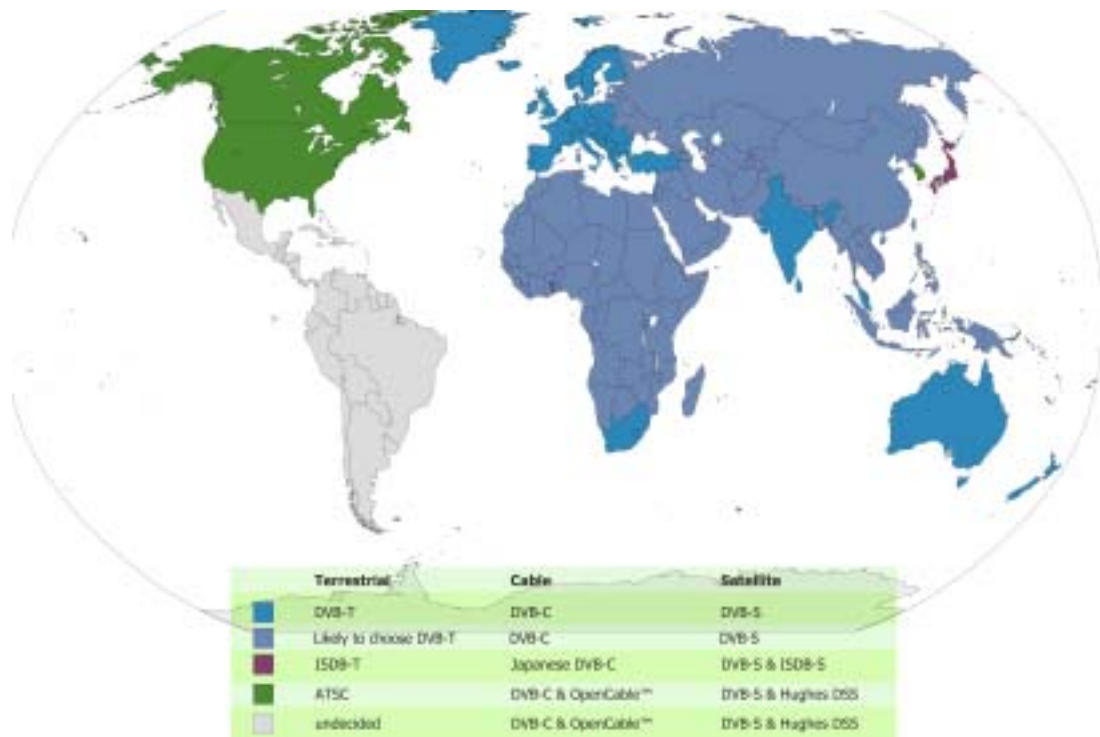 Terrestrial Cable Satellite
DVB-T DVB-C DVB-S
Likely to choose DVB-T DVB-C DVB-S
ISDB-T Japanese DVB-C DVB-S & ISDB-S
ATSC DVB-C & OpenCable™ DVB-S & Hughes DSS
undecided DVB-C & OpenCable™ DVB-S & Hughes DSS